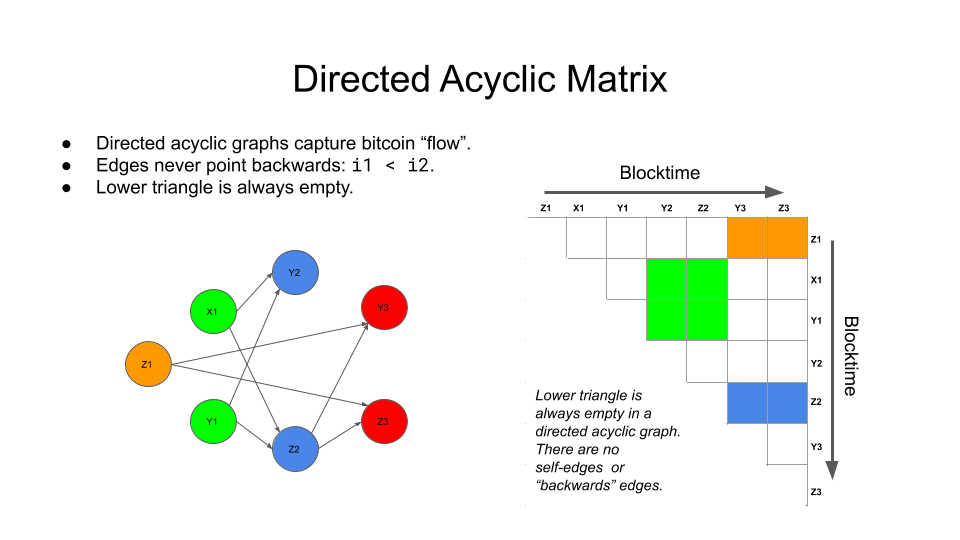 Directed Acyclic Matrix
● Directed acyclic graphs capture bitcoin “flow”.
● Edges never point backwards: i1 < i2.
● Lower triangle is always empty.
Y2
X1
Y3
Z1
Y1
Z3
Z2
Blocktime
Z1 X1 Y1 Y2 Z2 Y3 Z3
Z1
X1
Y1
Y2
Z2
Y3
Z3
Blocktime
Lower triangle is
always empty in a
directed acyclic graph.
There are no
self-edges or
“backwards” edges.